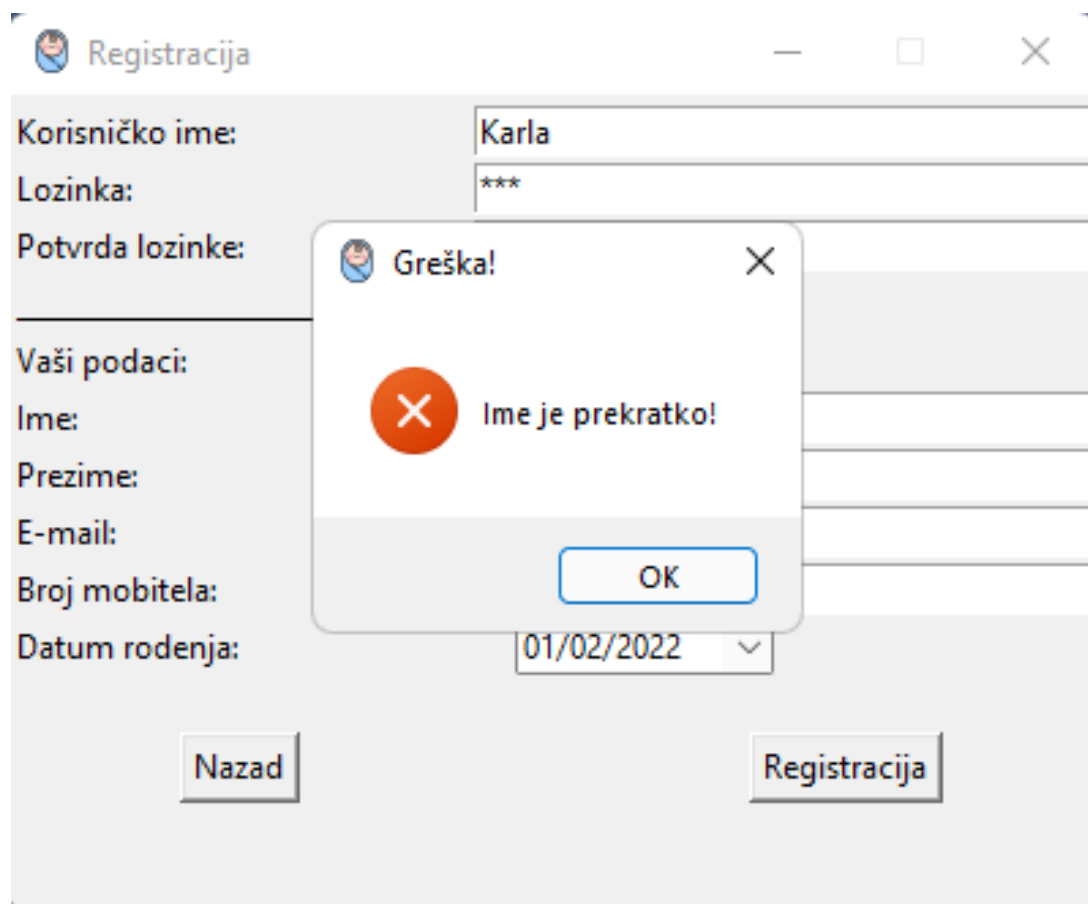 Registracija
Korisničko ime: Karla
Lozinka: ***
Potvrda lozinke:
Greška!
Ime je prekratko!
OK
Vaši podaci:
Ime:
Prezime:
E-mail:
Broj mobitela:
Datum rodenja: 01/02/2022
Nazad Registracija